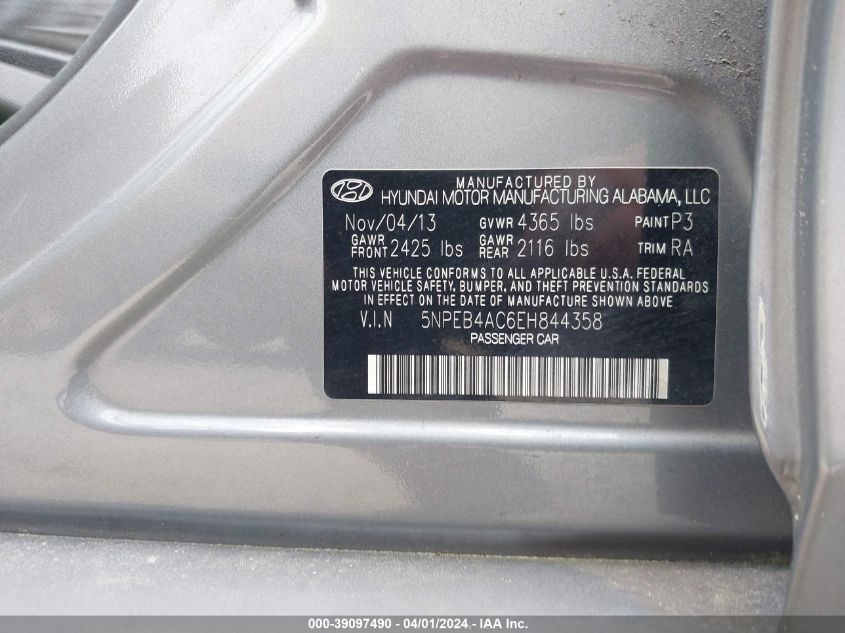 MANUFACTURED BY
HYUNDAI MOTOR MANUFACTURING ALABAMA, LLC
Nov/04/13 GVWR 4365 lbs PAINT P3
GAWR FRONT 2425 lbs GAWR REAR 2116 lbs TRIM RA
THIS VEHICLE CONFORMS TO ALL APPLICABLE U.S.A. FEDERAL
MOTOR VEHICLE SAFETY, BUMPER, AND THEFT PREVENTION STANDARDS
IN EFFECT ON THE DATE OF MANUFACTURE SHOWN ABOVE.
V.I.N 5NPEB4AC6EH844358
PASSENGER CAR
000-39097490 - 04/01/2024 - IAA Inc.